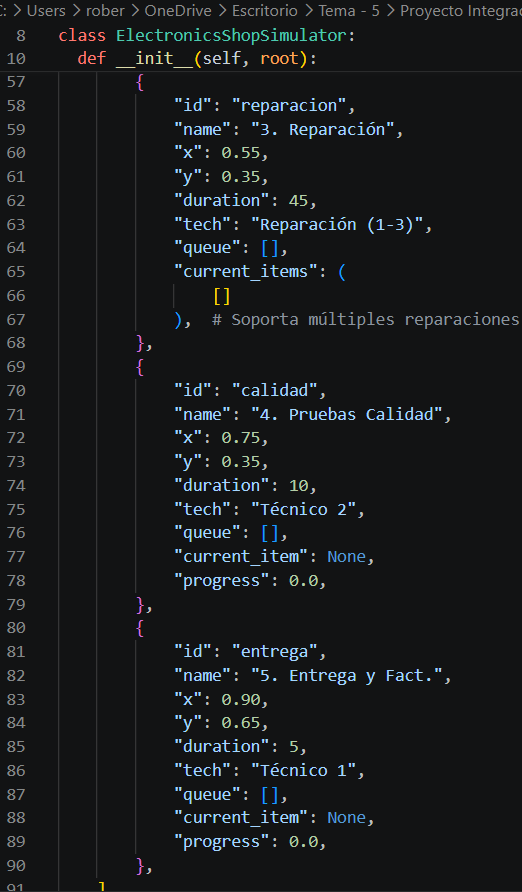 C: > Users > rober > OneDrive > Escritorio > Tema - 5 > Proyecto Integrad
8 class ElectronicsShopSimulator:
10 def __init__(self, root):
57 {
58 "id": "reparacion",
59 "name": "3. Reparación",
60 "x": 0.55,
61 "y": 0.35,
62 "duration": 45,
63 "tech": "Reparación (1-3)",
64 "queue": [],
65 "current_items": (
66 []
67 ), # Soporta múltiples reparaciones
68 },
69 {
70 "id": "calidad",
71 "name": "4. Pruebas Calidad",
72 "x": 0.75,
73 "y": 0.35,
74 "duration": 10,
75 "tech": "Técnico 2",
76 "queue": [],
77 "current_item": None,
78 "progress": 0.0,
79 },
80 {
81 "id": "entrega",
82 "name": "5. Entrega y Fact.",
83 "x": 0.90,
84 "y": 0.65,
85 "duration": 5,
86 "tech": "Técnico 1",
87 "queue": [],
88 "current_item": None,
89 "progress": 0.0,
90 },
91 ]